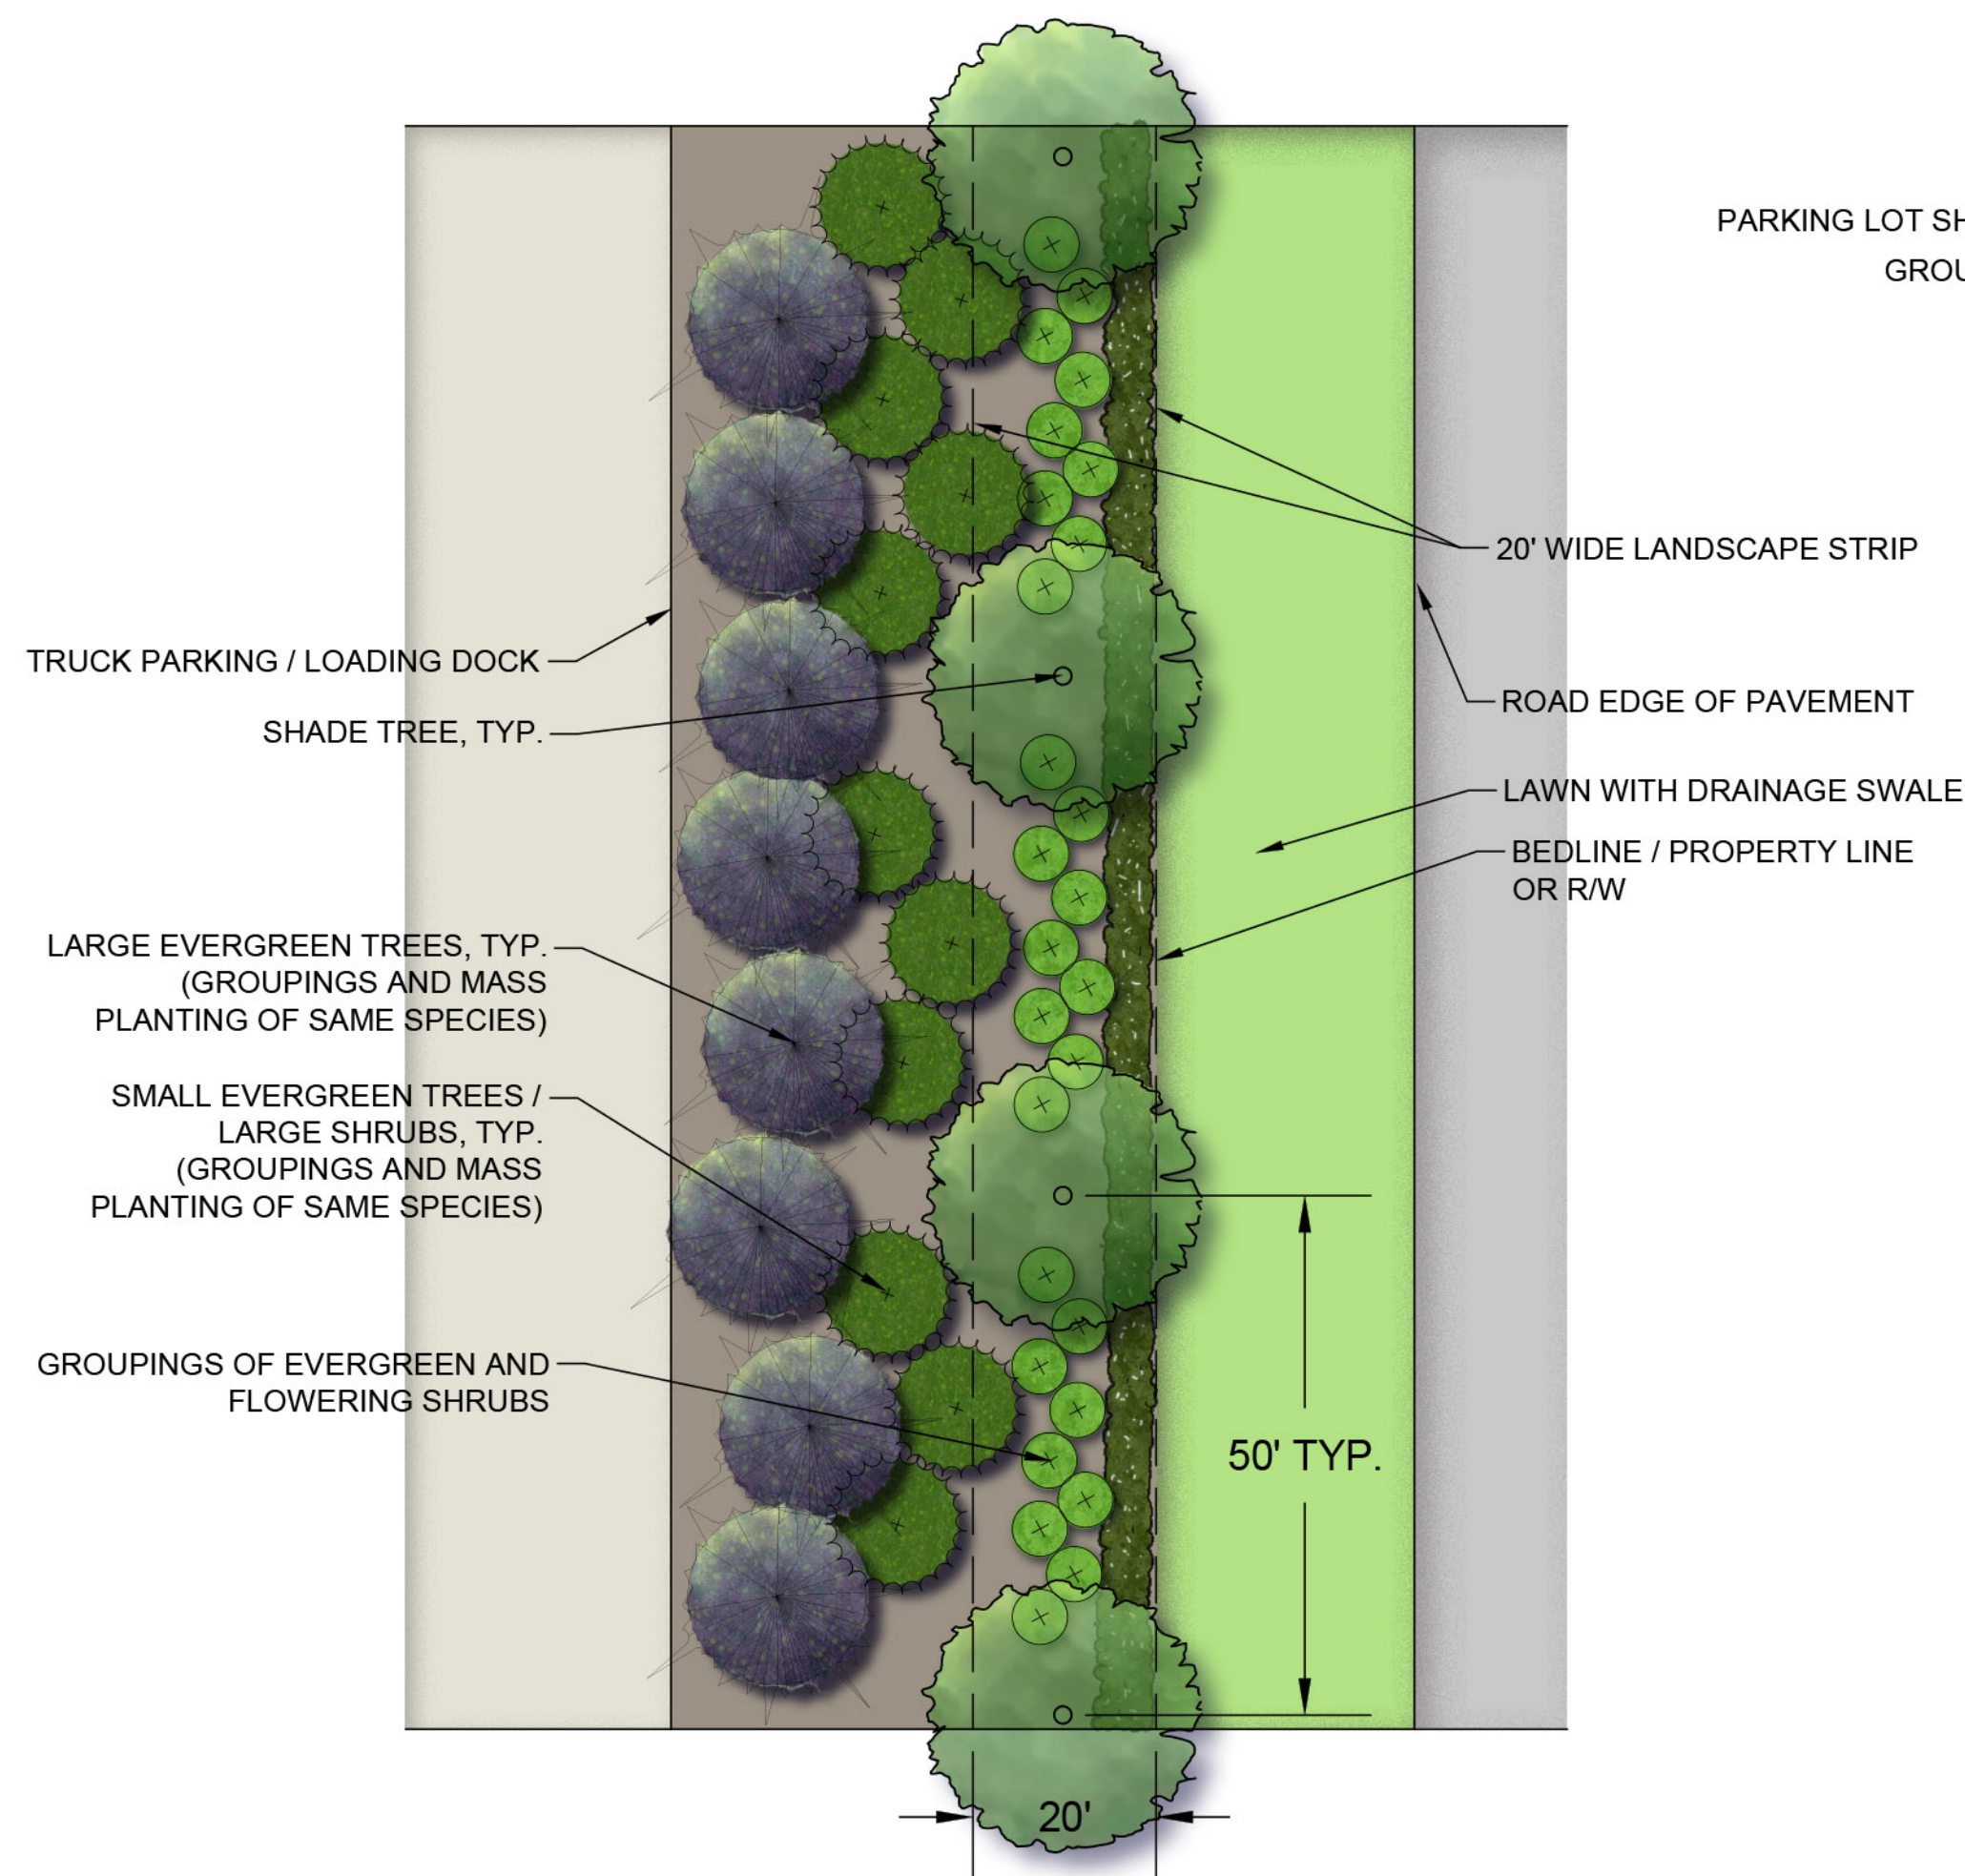 PARKING LOT
20' WIDE LANDSCAPE STRIP
TRUCK PARKING / LOADING DOCK
ROAD EDGE OF PAVEMENT
SHADE TREE, TYP.
LAWN WITH DRAINAGE SWALE
BEDLINE / PROPERTY LINE
OR R/W
LARGE EVERGREEN TREES, TYP.
(GROUPINGS AND MASS
PLANTING OF SAME SPECIES)
SMALL EVERGREEN TREES /
LARGE SHRUBS, TYP.
(GROUPINGS AND MASS
PLANTING OF SAME SPECIES)
GROUPINGS OF EVERGREEN AND
FLOWERING SHRUBS
50' TYP.
20'